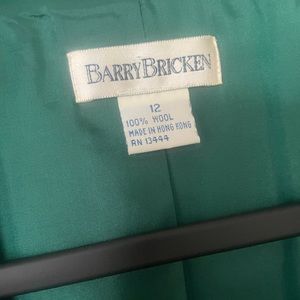 BARRY BRICKEN
12
100% WOOL
MADE IN HONG KONG
RN 13444